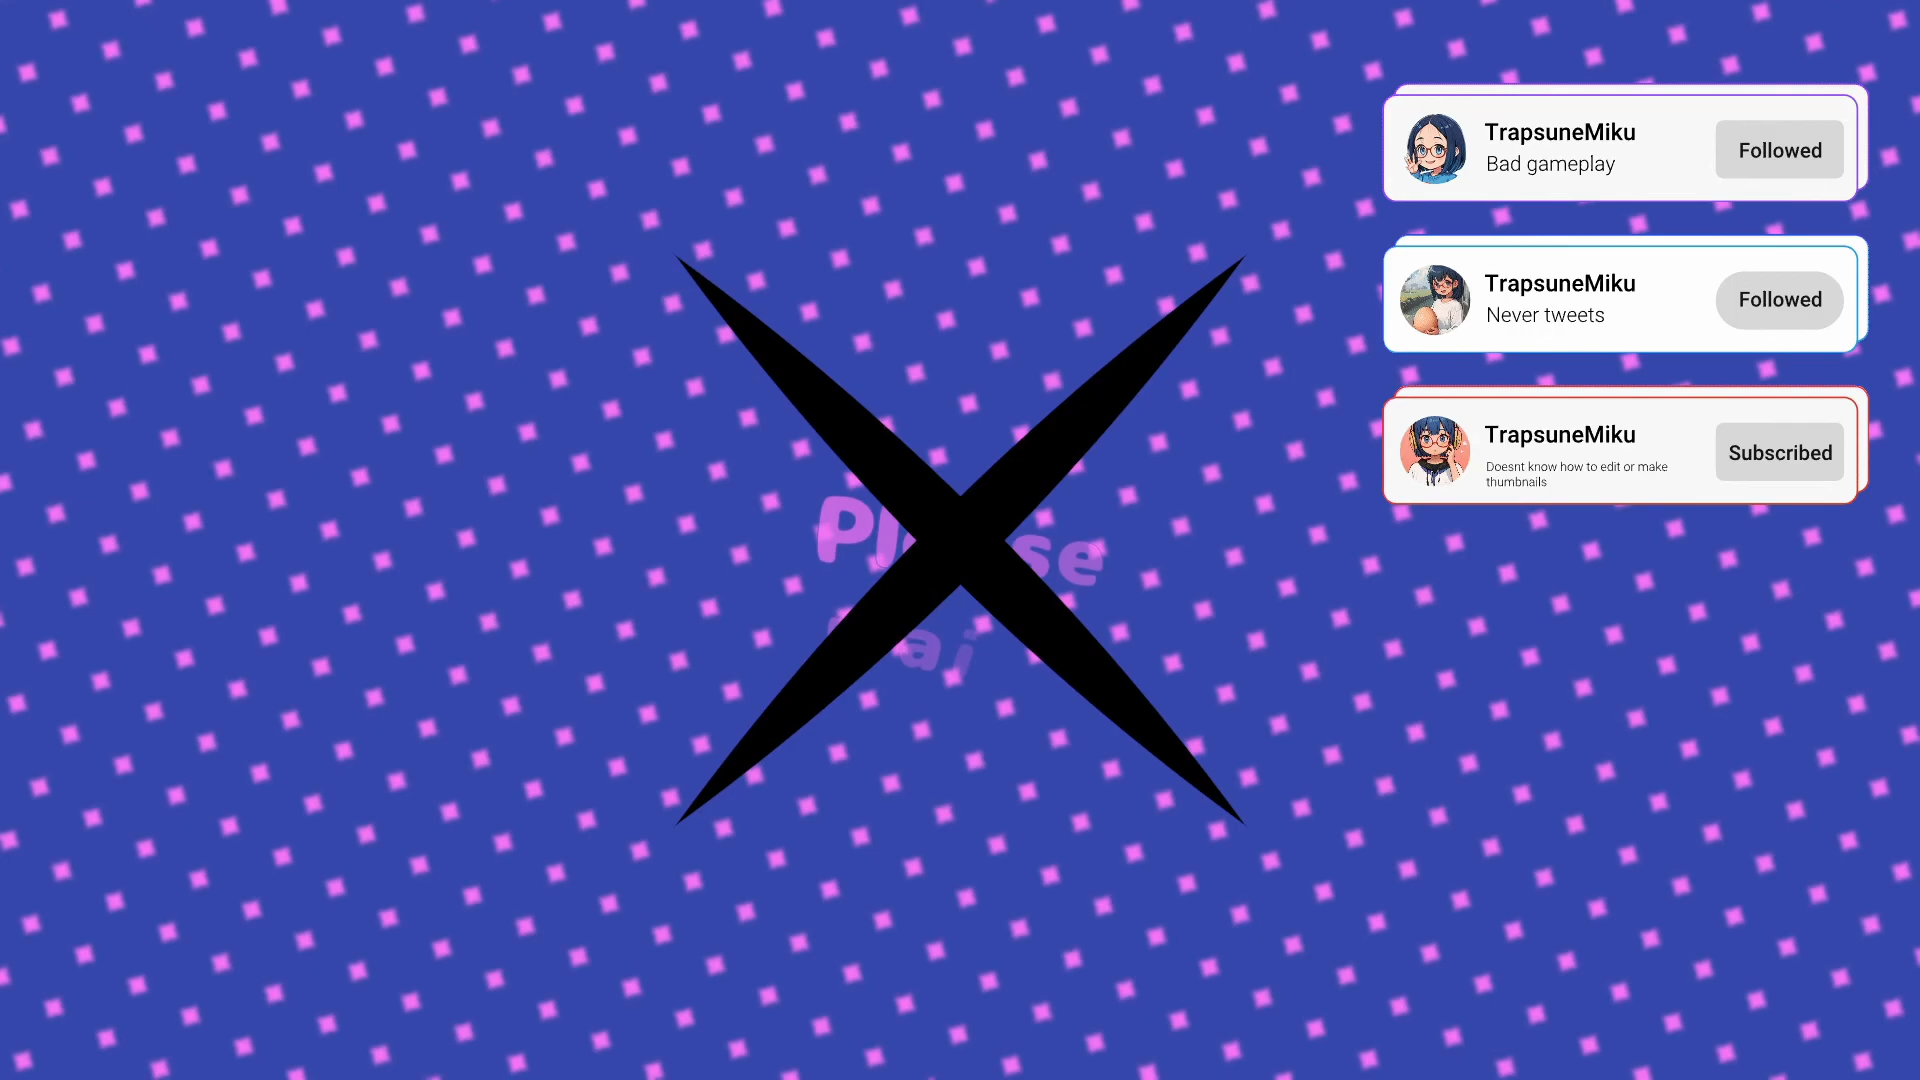 TrapsuneMiku
Bad gameplay
Followed
TrapsuneMiku
Never tweets
Followed
TrapsuneMiku
Doesnt know how to edit or make
thumbnails
Subscribed